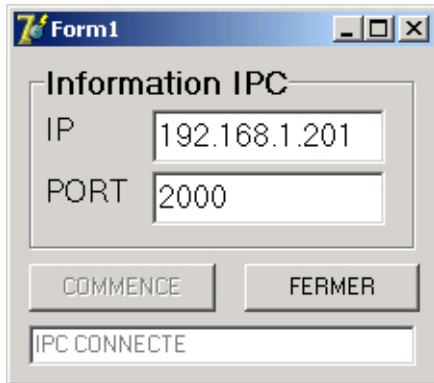 Form1
Information IPC
IP 192.168.1.201
PORT 2000
COMMENCE FERMER
IPC CONNECTE